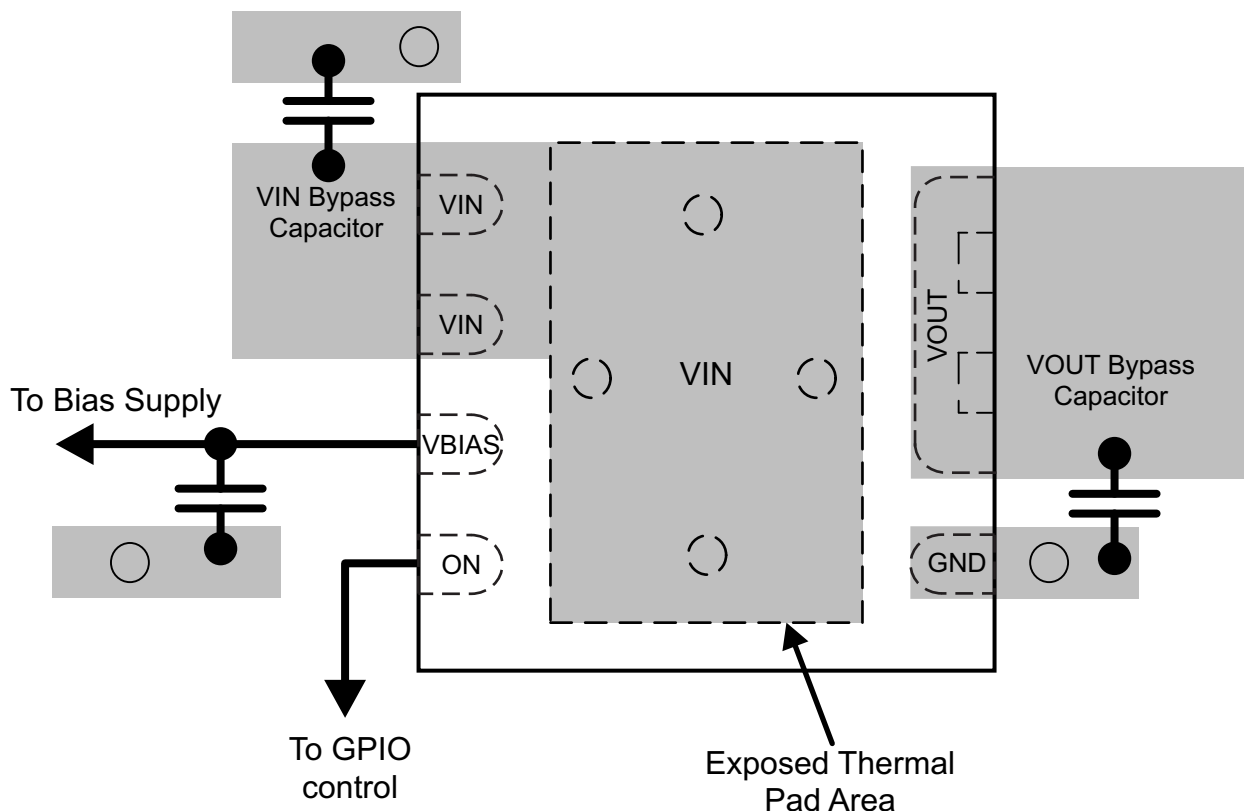 VIN Bypass
Capacitor
VIN
VIN
VIN
VOUT
VOUT Bypass
Capacitor
To Bias Supply
VBIAS
ON
GND
To GPIO
control
Exposed Thermal
Pad Area